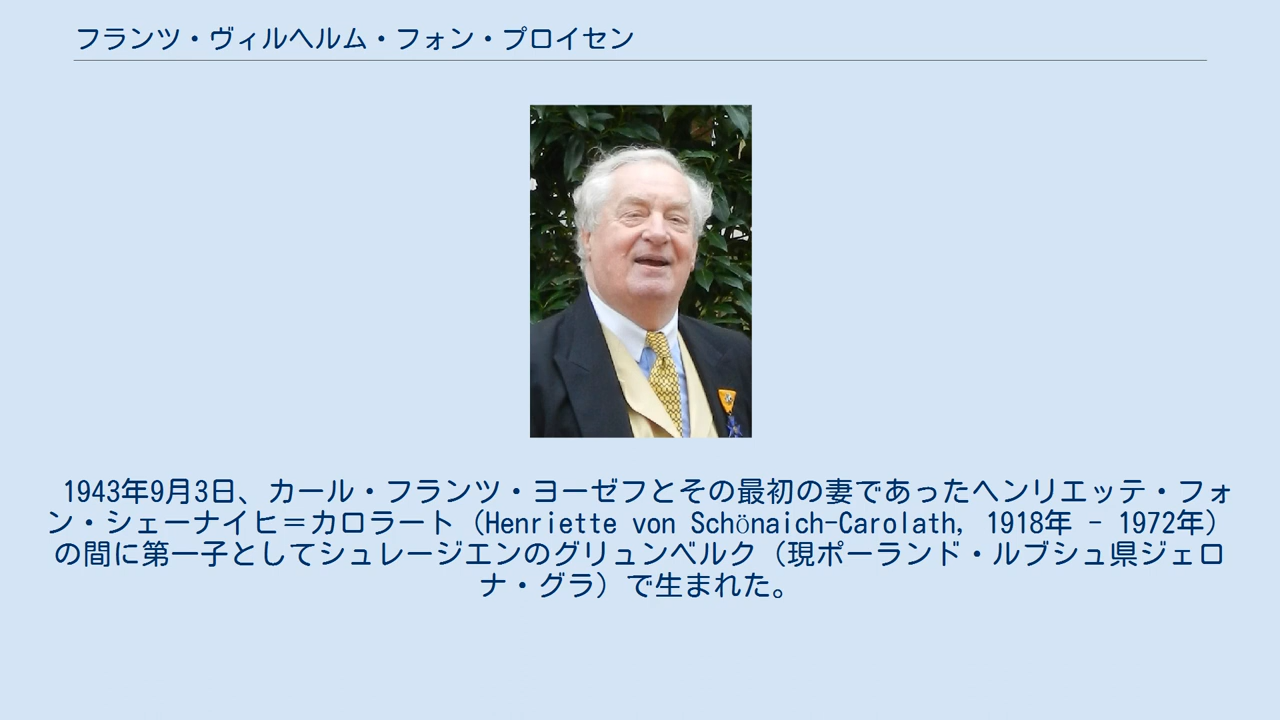 フランツ・ヴィルヘルム・フォン・プロイセン
1943年9月3日、カール・フランツ・ヨーゼフとその最初の妻であったヘンリエッテ・フォ
ン・シェーナイヒ＝カロラート（Henriette von Schönaich-Carolath, 1918年 - 1972年）
の間に第一子としてシュレージエンのグリュンベルク（現ポーランド・ルブシュ県ジェロ
ナ・グラ）で生まれた。